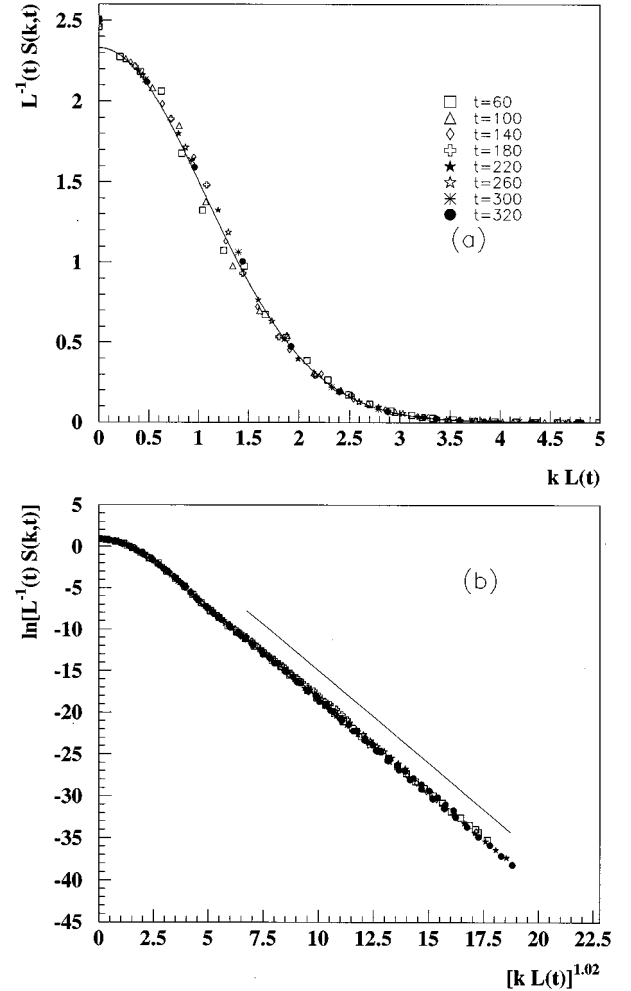 L⁻¹(t) S(k,t)
2.5
2
1.5
1
0.5
0
t=60
t=100
t=140
t=180
t=220
t=260
t=300
t=320
(a)
0 0.5 1 1.5 2 2.5 3 3.5 4 4.5 5
k L(t)
ln[L⁻¹(t) S(k,t)]
5
0
-5
-10
-15
-20
-25
-30
-35
-40
-45
(b)
0 2.5 5 7.5 10 12.5 15 17.5 20 22.5
[k L(t)]¹·⁰²